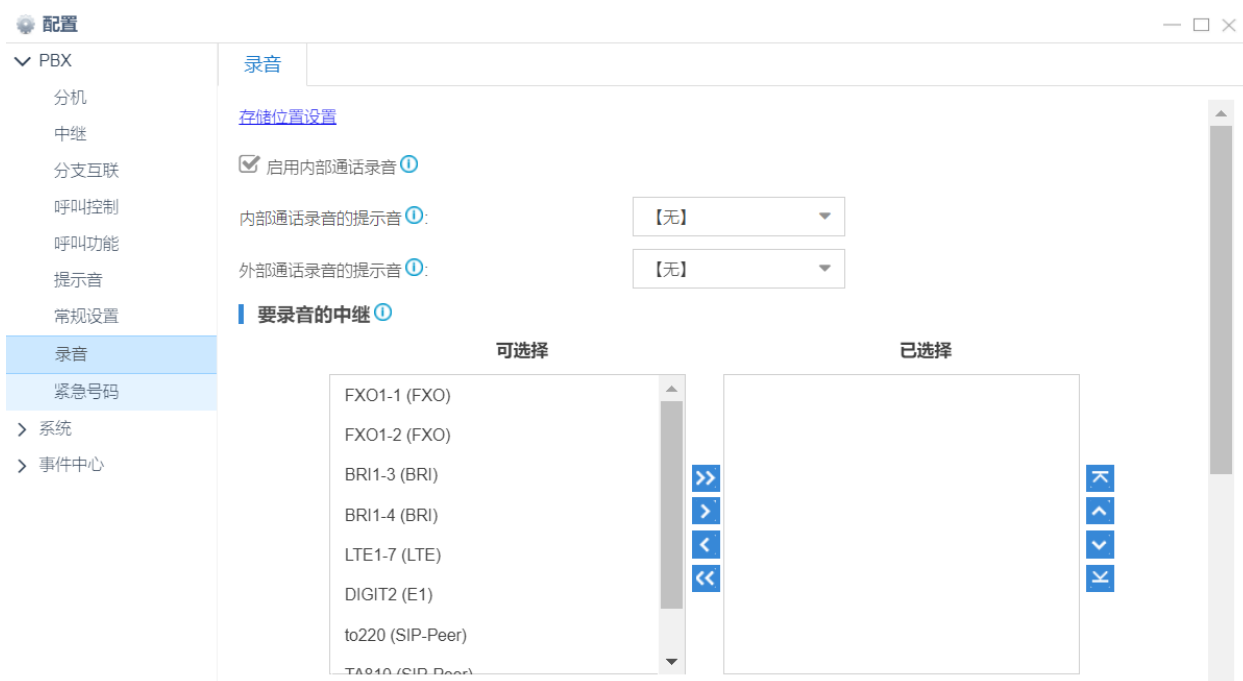 配置
PBX
分机
中继
分支互联
呼叫控制
呼叫功能
提示音
常规设置
录音
紧急号码
系统
事件中心
录音
存储位置设置
启用内部通话录音
内部通话录音的提示音 :
【无】
外部通话录音的提示音 :
【无】
要录音的中继
可选择
已选择
FXO1-1 (FXO)
FXO1-2 (FXO)
BRI1-3 (BRI)
BRI1-4 (BRI)
LTE1-7 (LTE)
DIGIT2 (E1)
to220 (SIP-Peer)
TA810 (SIP-Peer)